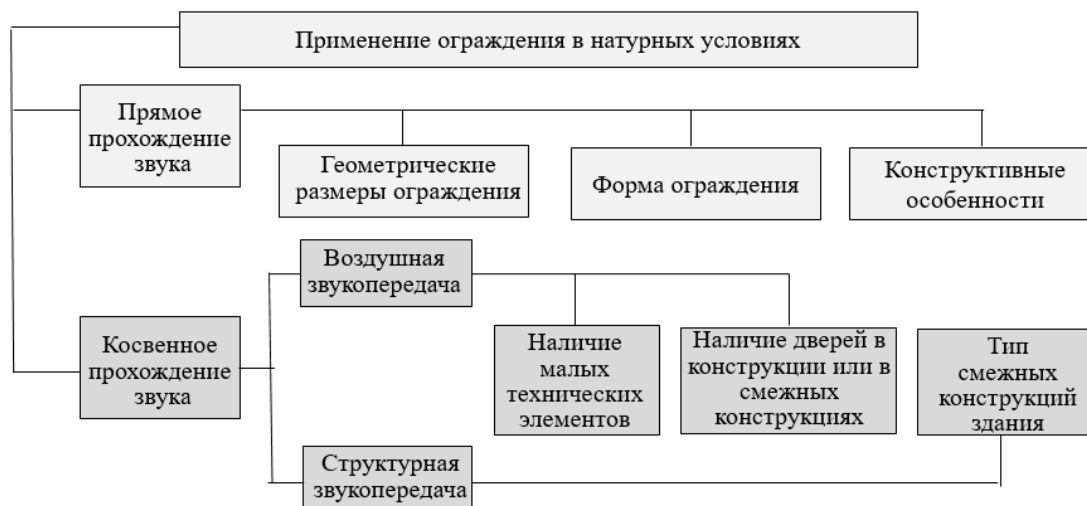 Применение ограждения в натурных условиях
Прямое
прохождение
звука
Геометрические
размеры ограждения
Форма ограждения
Конструктивные
особенности
Воздушная
звукопередача
Косвенное
прохождение
звука
Наличие
малых
технических
элементов
Наличие дверей в
конструкции или в
смежных
конструкциях
Тип
смежных
конструкций
здания
Структурная
звукопередача